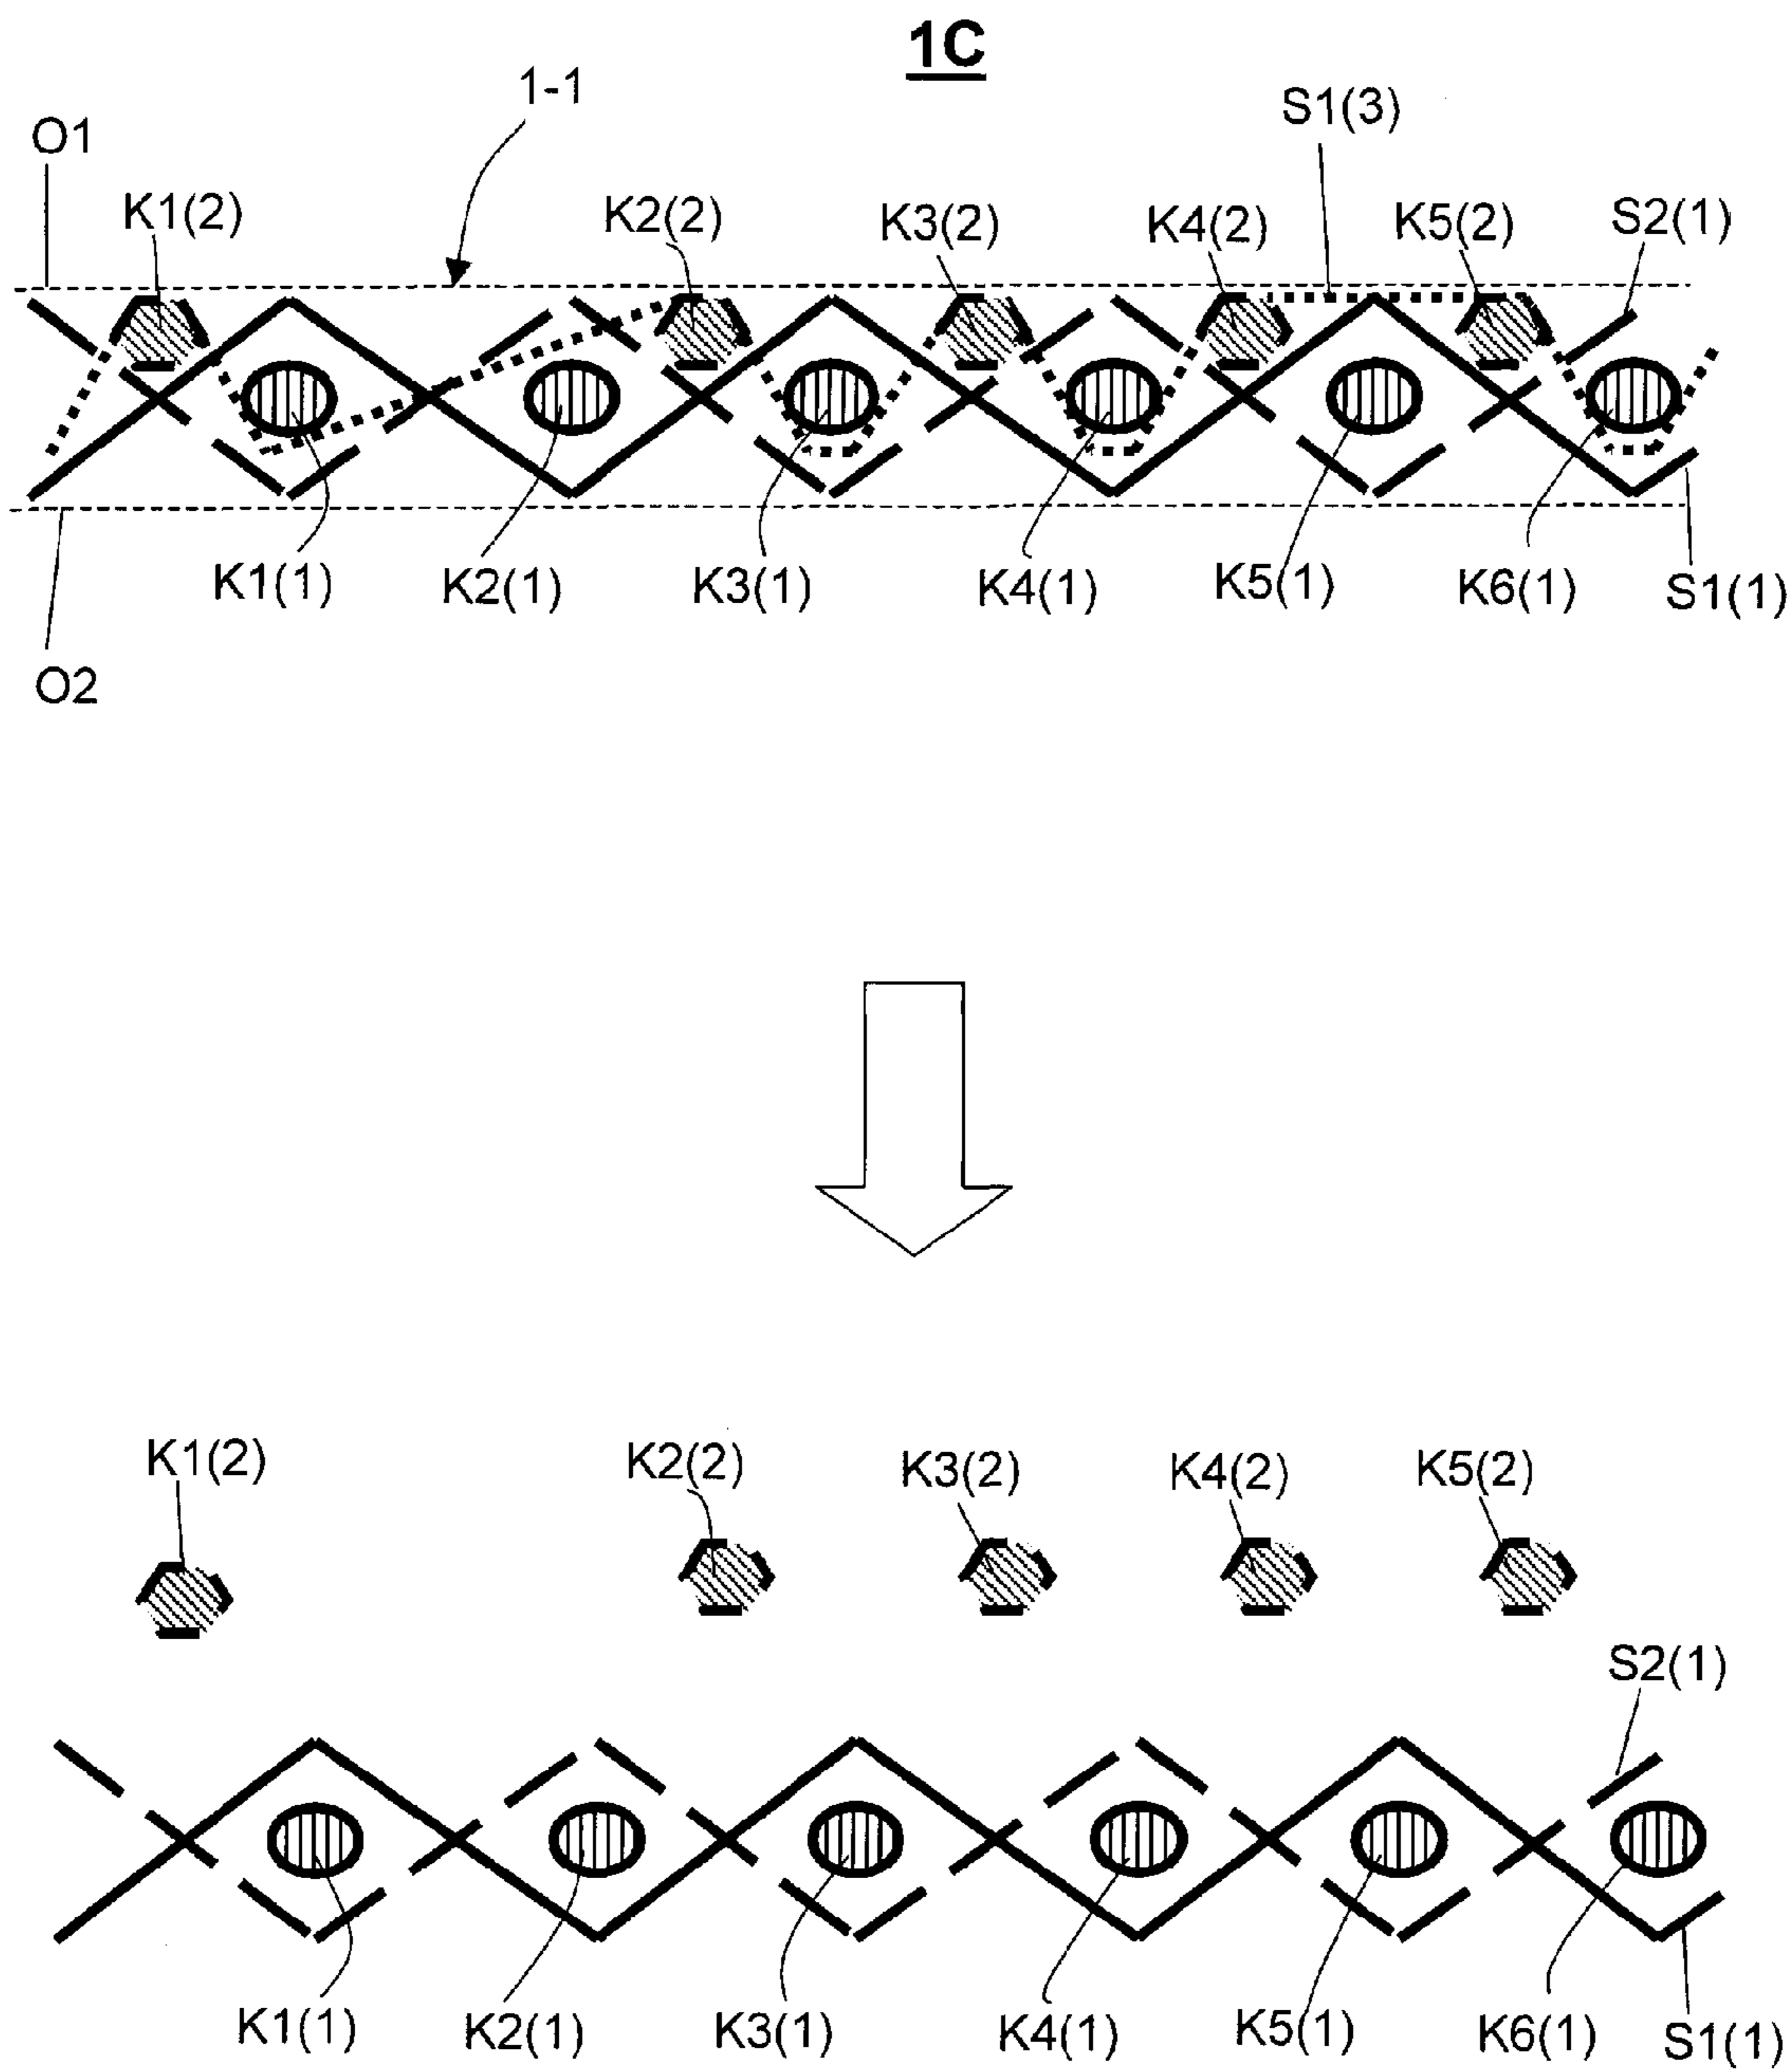 1C
1-1
S1(3)
O1
K1(2) K2(2) K3(2) K4(2) K5(2) S2(1)
K1(1) K2(1) K3(1) K4(1) K5(1) K6(1) S1(1)
O2
K1(2) K2(2) K3(2) K4(2) K5(2)
S2(1)
K1(1) K2(1) K3(1) K4(1) K5(1) K6(1) S1(1)